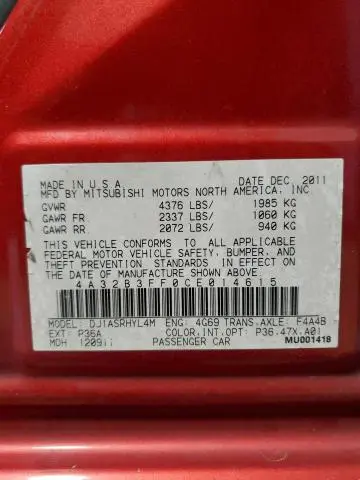 MADE IN U.S.A. DATE DEC, 2011
MFD BY MITSUBISHI MOTORS NORTH AMERICA, INC
GVWR 4376 LBS/ 1985 KG
GAWR FR 2337 LBS/ 1060 KG
GAWR RR 2072 LBS/ 940 KG
THIS VEHICLE CONFORMS TO ALL APPLICABLE
FEDERAL MOTOR VEHICLE SAFETY, BUMPER, AND
THEFT PREVENTION STANDARDS IN EFFECT ON
THE DATE OF MANUFACTURE SHOWN ABOVE.
4A32B3FF0CE014615
MODEL: DJ1ASRHYL4M ENG: 4G69 TRANS.AXLE: F4A4B
EXT: P36A COLOR.INT.OPT: P36.47X.A01
MDH 120911 PASSENGER CAR MU001418